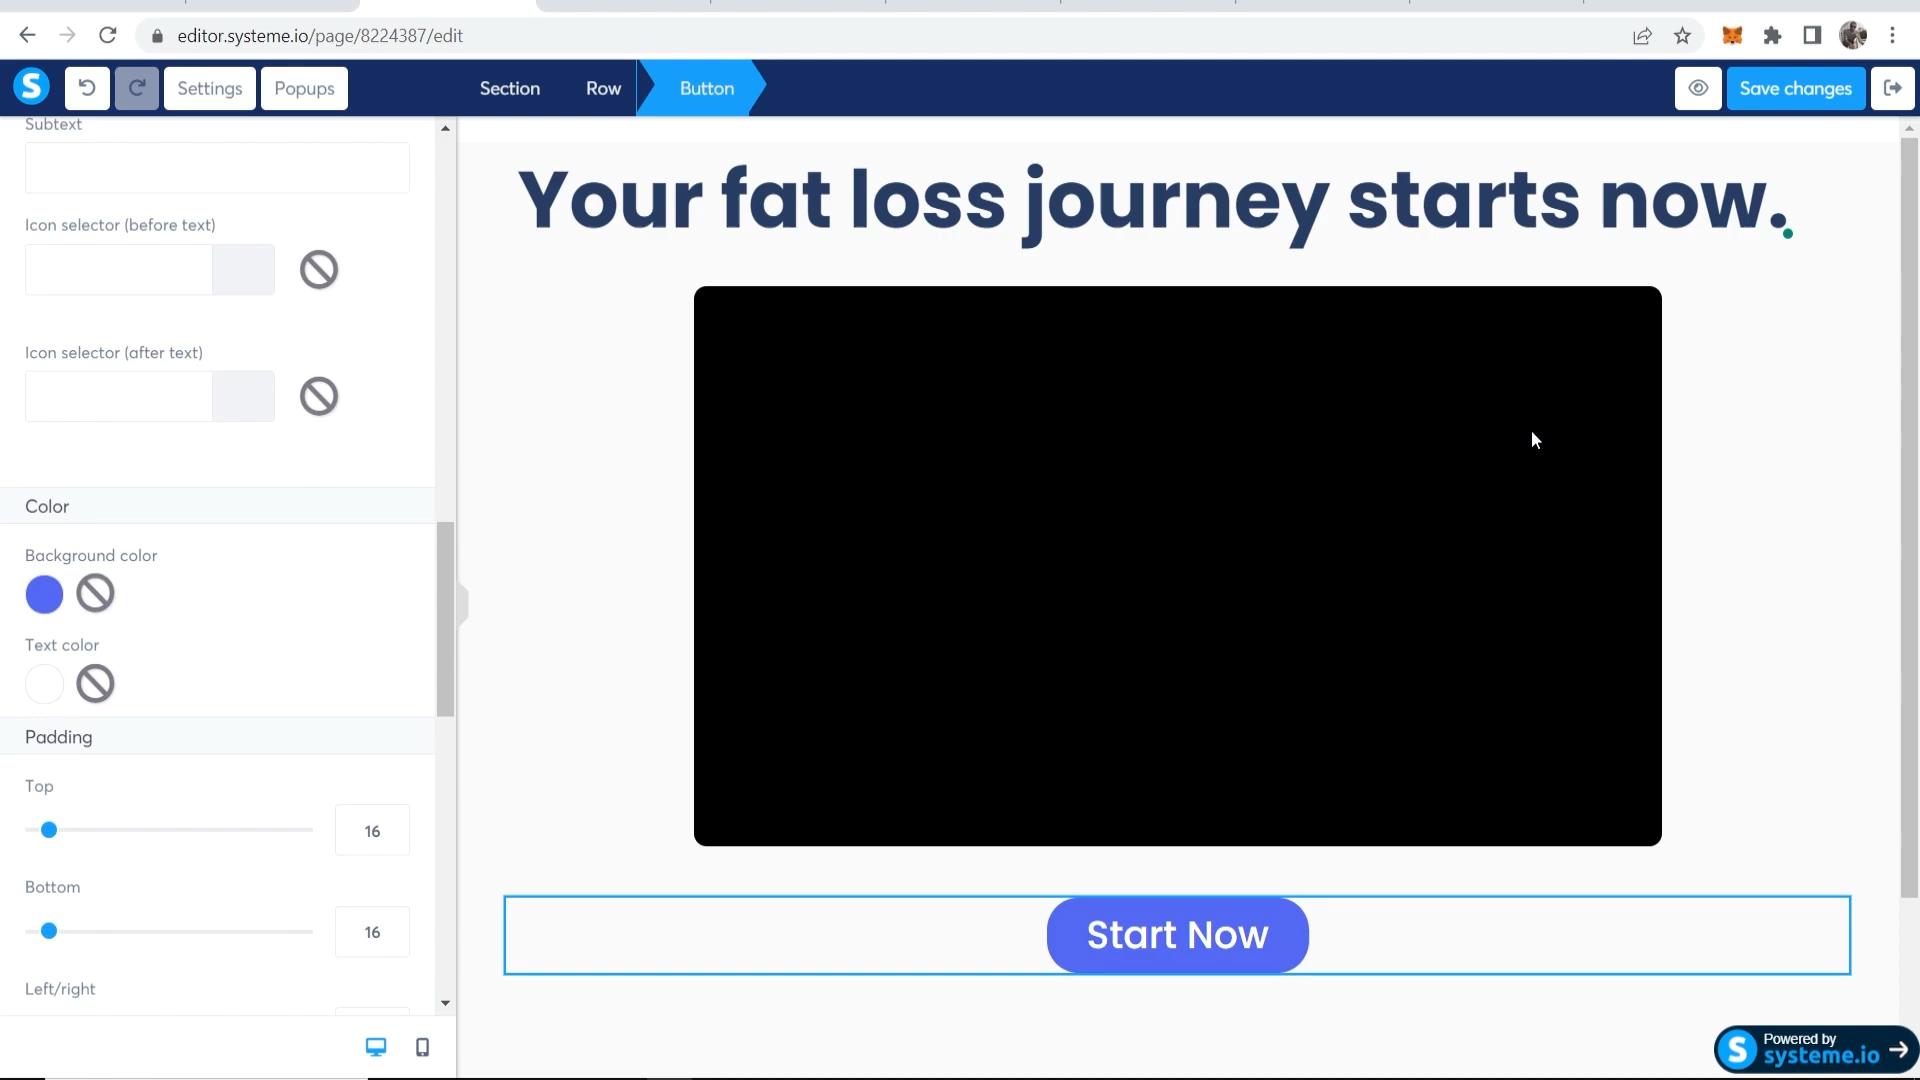 editor.systeme.io/page/8224387/edit
S
Settings
Popups
Section
Row
Button
Save changes
Subtext
Icon selector (before text)
Icon selector (after text)
Color
Background color
Text color
Padding
Top
16
Bottom
16
Left/right
Your fat loss journey starts now.
Start Now
S
Powered by
systeme.io